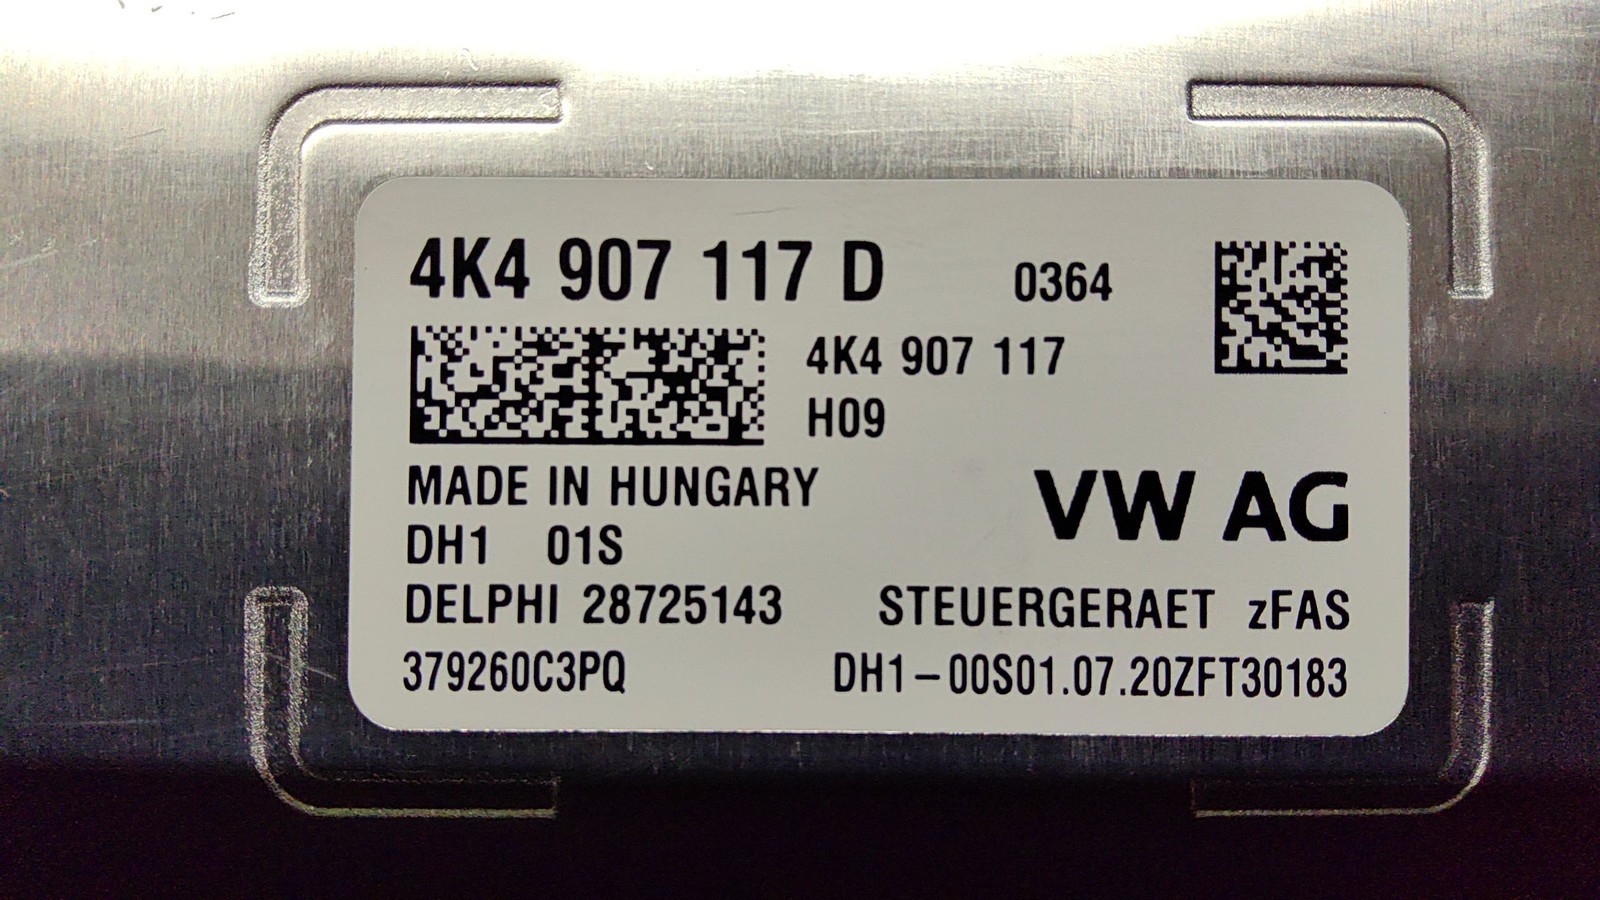 4K4 907 117 D 0364
4K4 907 117
H09
MADE IN HUNGARY
VW AG
DH1 01S
DELPHI 28725143 STEUERGERAET zFAS
379260C3PQ DH1-00S01.07.20ZFT30183